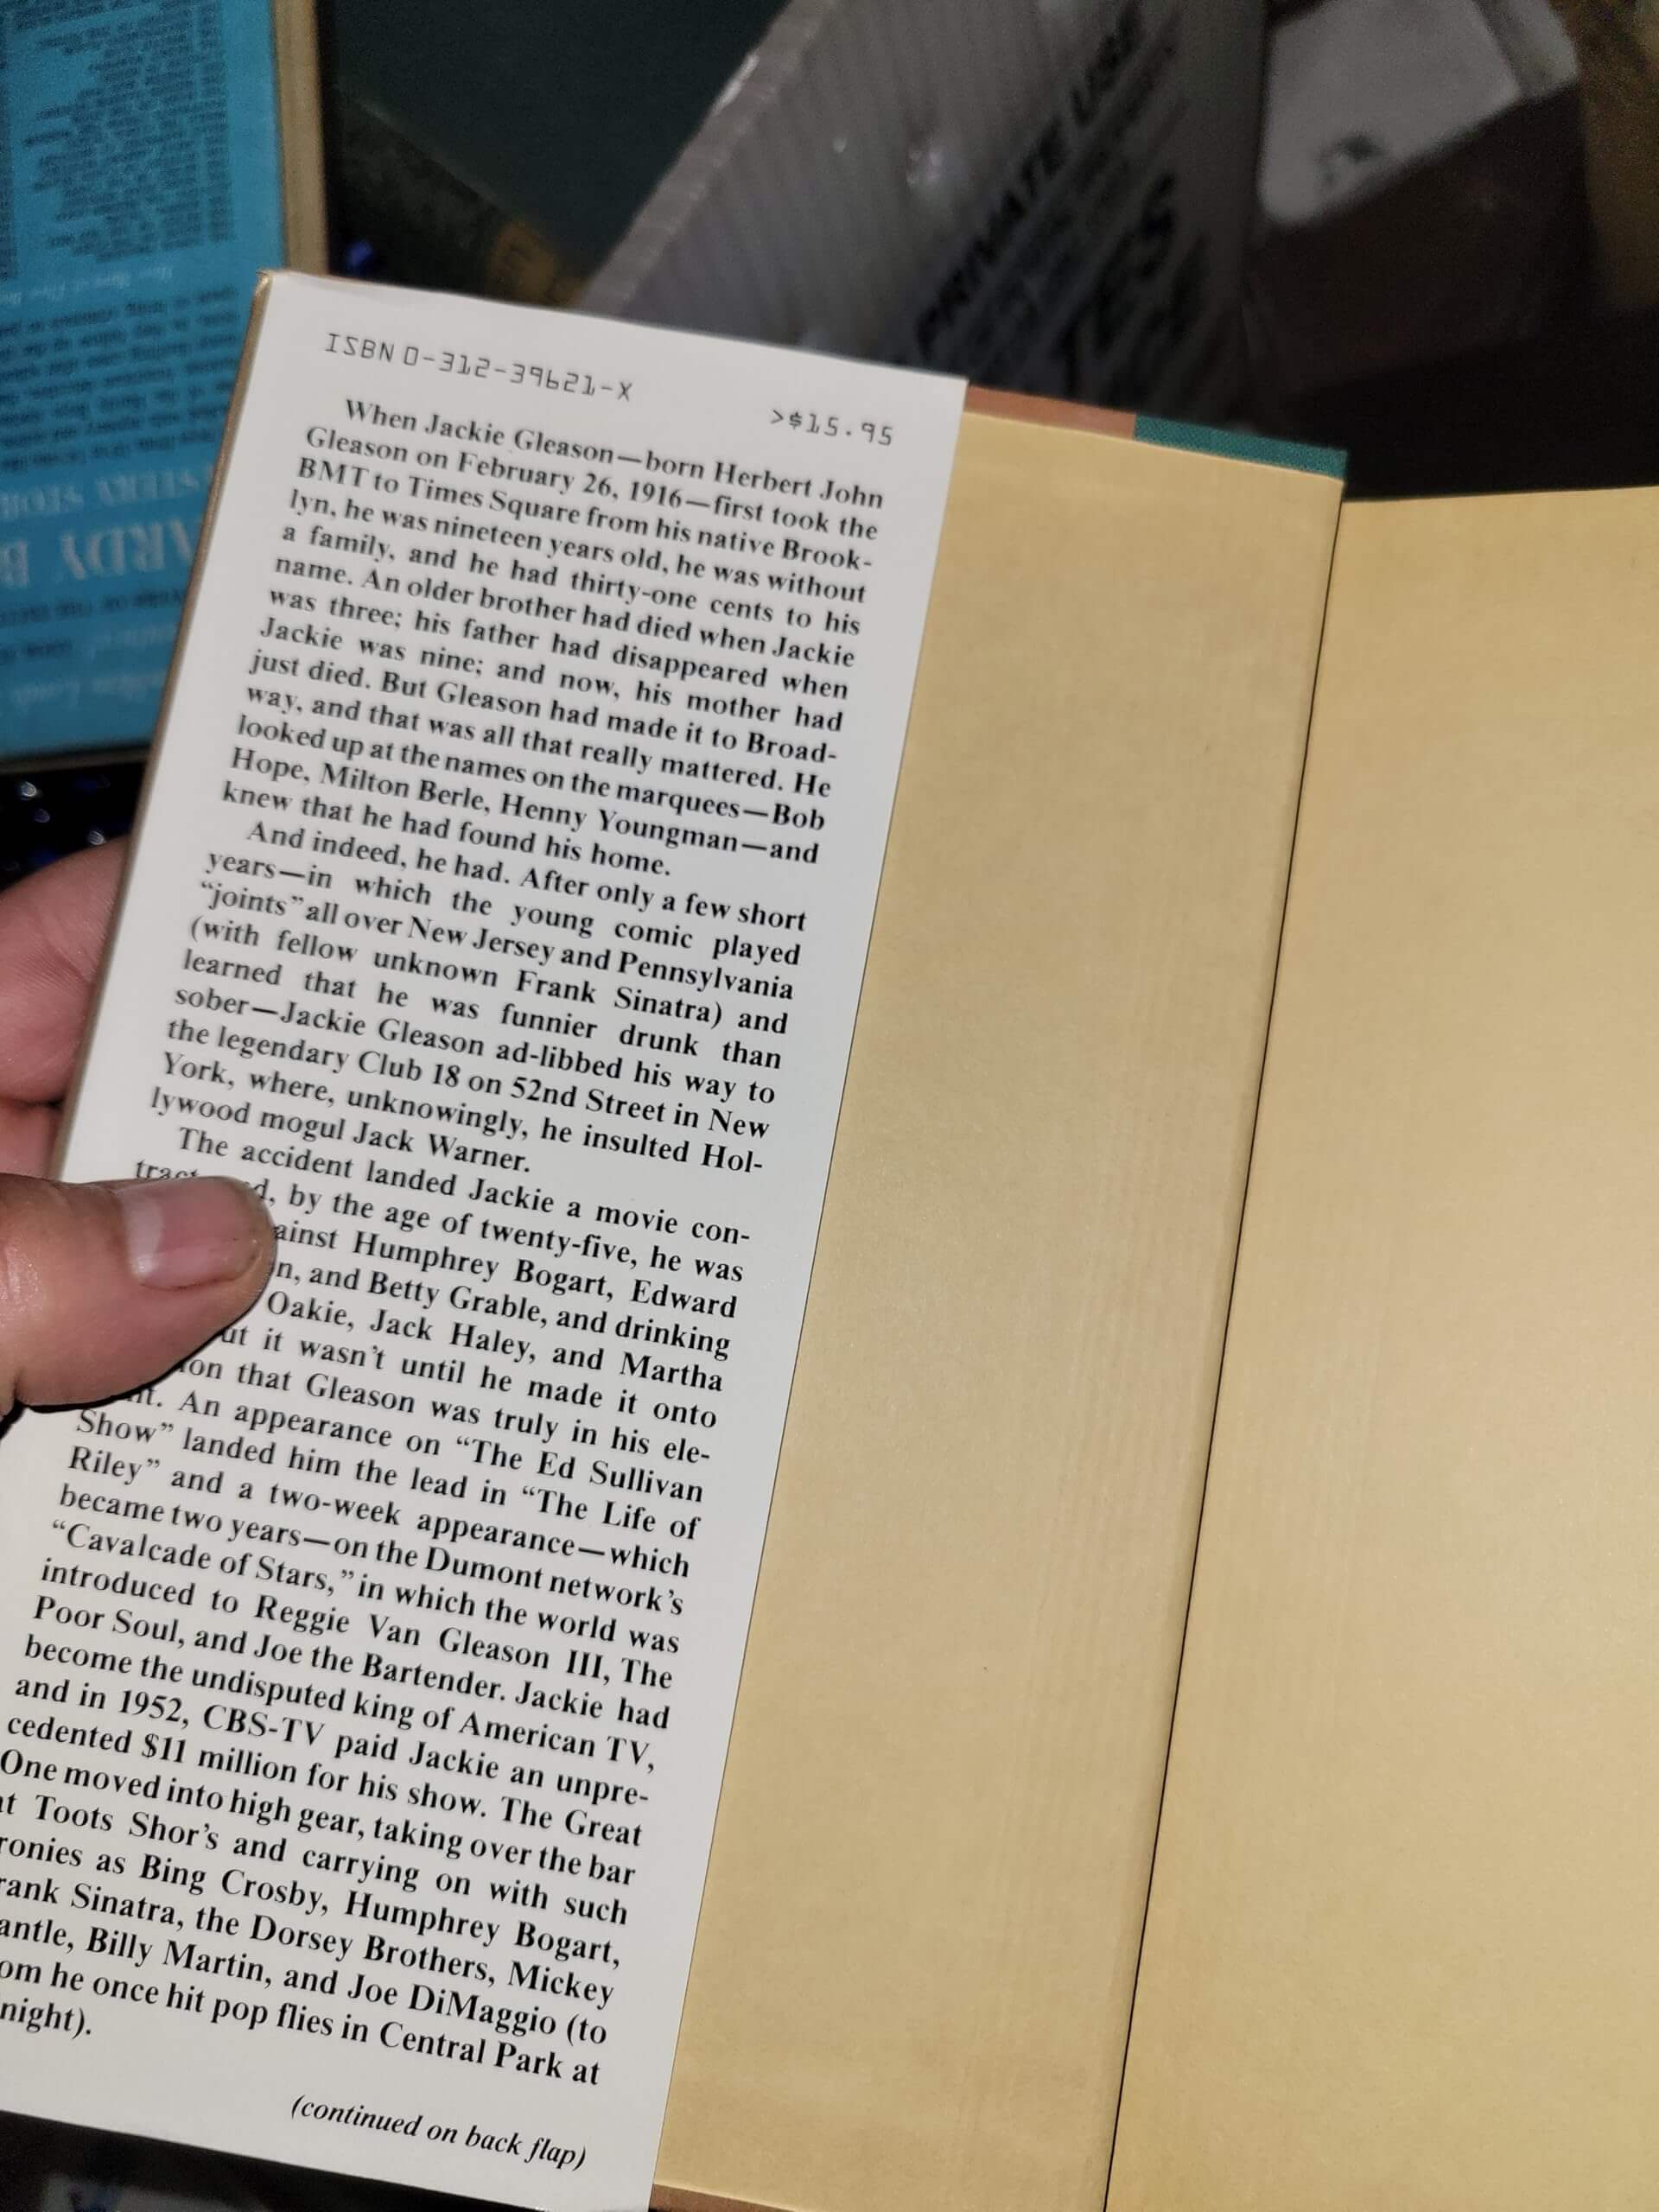 PRIVATE USE
ISBN 0-312-39621-X
>$15.95
When Jackie Gleason—born Herbert John
Gleason on February 26, 1916—first took the
BMT to Times Square from his native Brook-
lyn, he was nineteen years old, he was without
a family, and he had thirty-one cents to his
name. An older brother had died when Jackie
was three; his father had disappeared when
Jackie was nine; and now, his mother had
just died. But Gleason had made it to Broad-
way, and that was all that really mattered. He
looked up at the names on the marquees—Bob
Hope, Milton Berle, Henny Youngman—and
knew that he had found his home.
And indeed, he had. After only a few short
years—in which the young comic played
“joints” all over New Jersey and Pennsylvania
(with fellow unknown Frank Sinatra) and
learned that he was funnier drunk than
sober—Jackie Gleason ad-libbed his way to
the legendary Club 18 on 52nd Street in New
York, where, unknowingly, he insulted Hol-
lywood mogul Jack Warner.
The accident landed Jackie a movie con-
by the age of twenty-five, he was
Humphrey Bogart, Edward
and Betty Grable, and drinking
Oakie, Jack Haley, and Martha
it wasn’t until he made it onto
that Gleason was truly in his ele-
An appearance on “The Ed Sullivan
Show” landed him the lead in “The Life of
Riley” and a two-week appearance—which
became two years—on the Dumont network’s
“Cavalcade of Stars,” in which the world was
introduced to Reggie Van Gleason III, The
Poor Soul, and Joe the Bartender. Jackie had
become the undisputed king of American TV,
and in 1952, CBS-TV paid Jackie an unpre-
cedented $11 million for his show. The Great
One moved into high gear, taking over the bar
Toots Shor’s and carrying on with such
as Bing Crosby, Humphrey Bogart,
Sinatra, the Dorsey Brothers, Mickey
Billy Martin, and Joe DiMaggio (to
he once hit pop flies in Central Park at
night).
(continued on back flap)